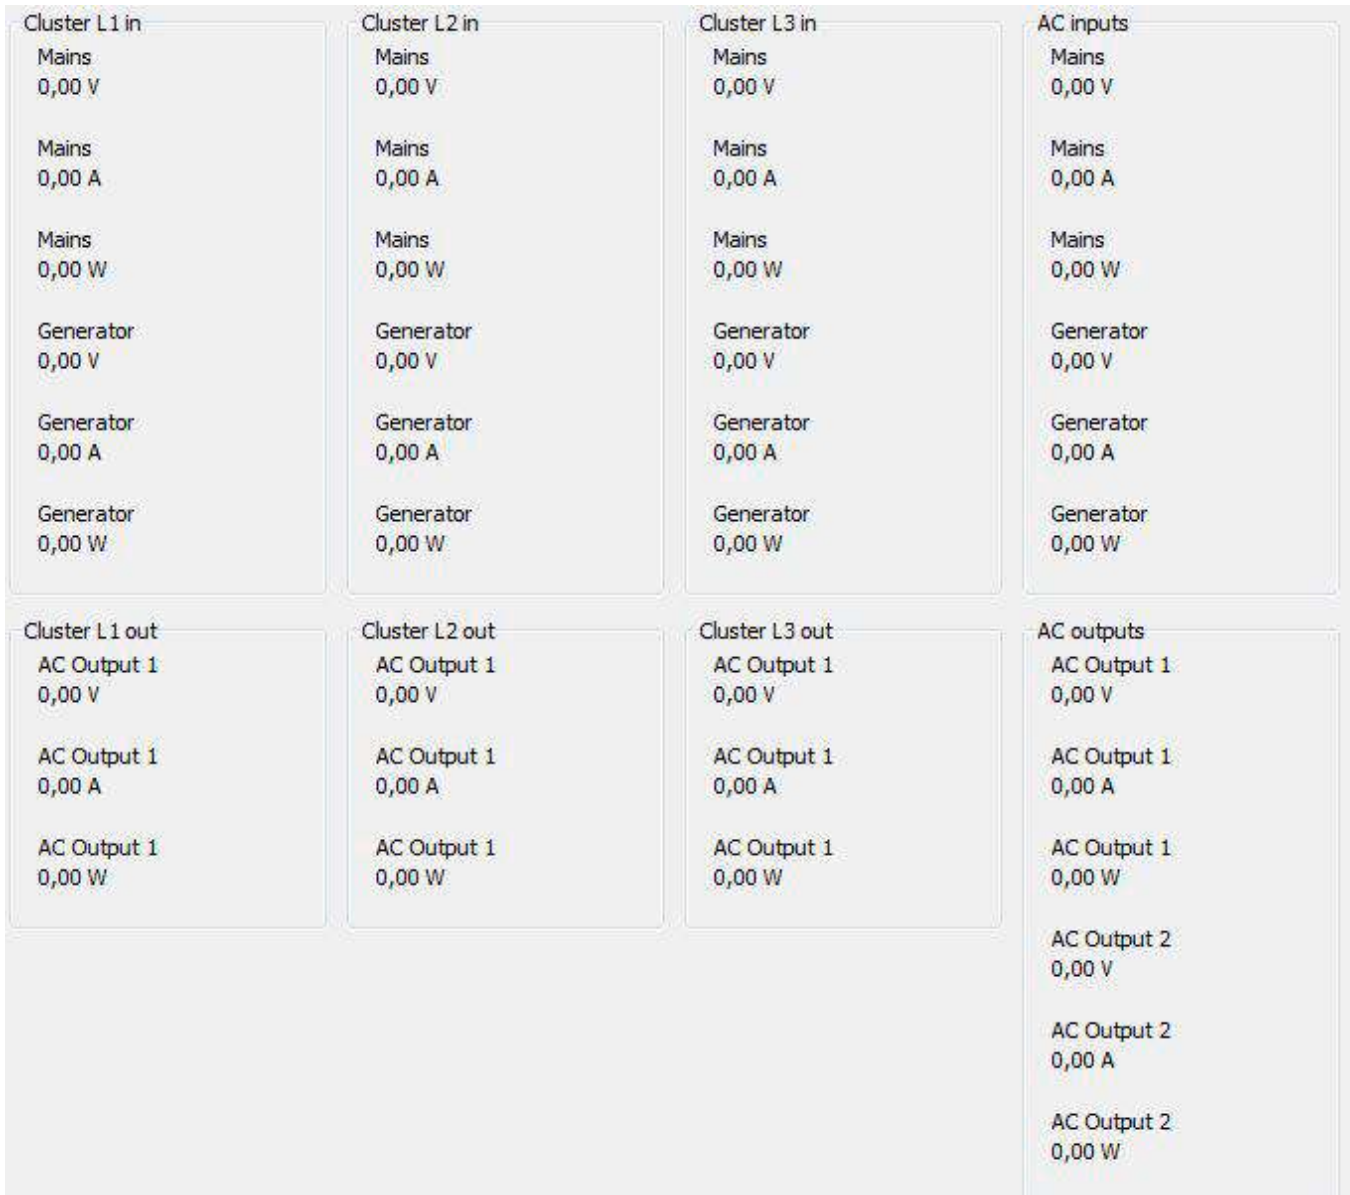 Cluster L1 in
Mains
0,00 V
Mains
0,00 A
Mains
0,00 W
Generator
0,00 V
Generator
0,00 A
Generator
0,00 W
Cluster L2 in
Mains
0,00 V
Mains
0,00 A
Mains
0,00 W
Generator
0,00 V
Generator
0,00 A
Generator
0,00 W
Cluster L3 in
Mains
0,00 V
Mains
0,00 A
Mains
0,00 W
Generator
0,00 V
Generator
0,00 A
Generator
0,00 W
AC inputs
Mains
0,00 V
Mains
0,00 A
Mains
0,00 W
Generator
0,00 V
Generator
0,00 A
Generator
0,00 W
Cluster L1 out
AC Output 1
0,00 V
AC Output 1
0,00 A
AC Output 1
0,00 W
Cluster L2 out
AC Output 1
0,00 V
AC Output 1
0,00 A
AC Output 1
0,00 W
Cluster L3 out
AC Output 1
0,00 V
AC Output 1
0,00 A
AC Output 1
0,00 W
AC outputs
AC Output 1
0,00 V
AC Output 1
0,00 A
AC Output 1
0,00 W
AC Output 2
0,00 V
AC Output 2
0,00 A
AC Output 2
0,00 W